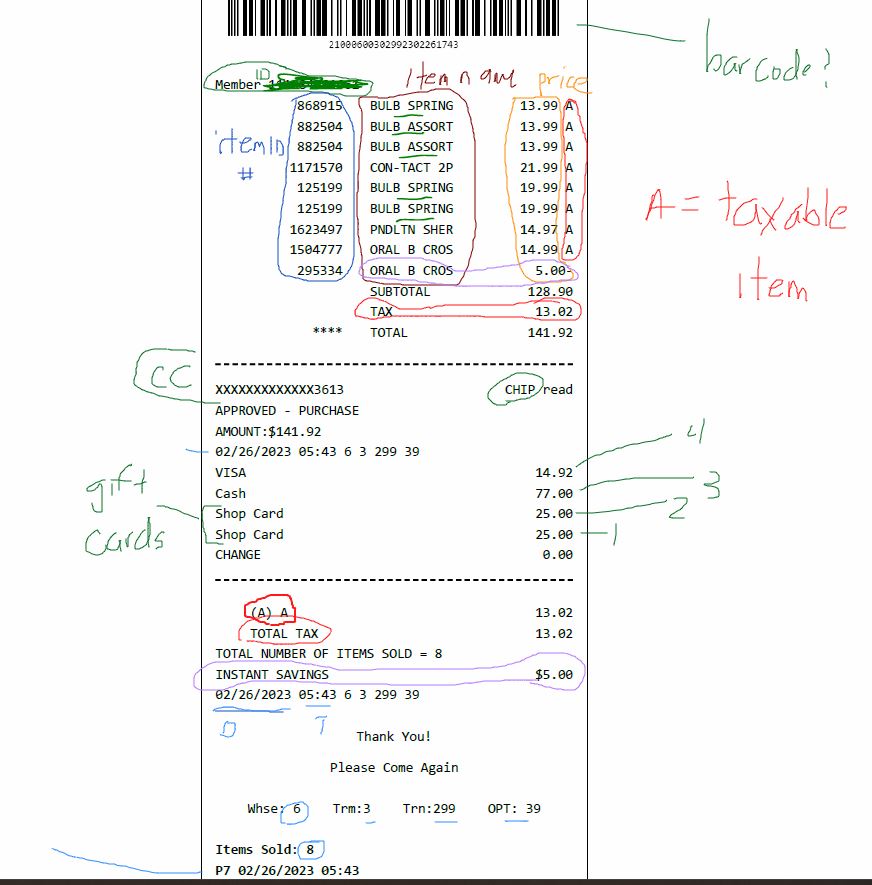 21000600302992302261743
barcode?
Member ID
Item name price
868915 BULB SPRING 13.99 A
882504 BULB ASSORT 13.99 A
882504 BULB ASSORT 13.99 A
1171570 CON-TACT 2P 21.99 A
125199 BULB SPRING 19.99 A
125199 BULB SPRING 19.99 A
1623497 PNDLTN SHER 14.97 A
1504777 ORAL B CROS 14.99 A
295334 ORAL B CROS 5.00-
item ID
#
A = taxable
Item
SUBTOTAL 128.90
TAX 13.02
**** TOTAL 141.92
CC
XXXXXXXXXXXXX3613 CHIP read
APPROVED - PURCHASE
AMOUNT:$141.92
02/26/2023 05:43 6 3 299 39
VISA 14.92 4
Cash 77.00 3
Shop Card 25.00 2
Shop Card 25.00 1
gift
cards
CHANGE 0.00
(A) A 13.02
TOTAL TAX 13.02
TOTAL NUMBER OF ITEMS SOLD = 8
INSTANT SAVINGS $5.00
02/26/2023 05:43 6 3 299 39
D T
Thank You!
Please Come Again
Whse: 6 Trm:3 Trn:299 OPT: 39
Items Sold: 8
P7 02/26/2023 05:43